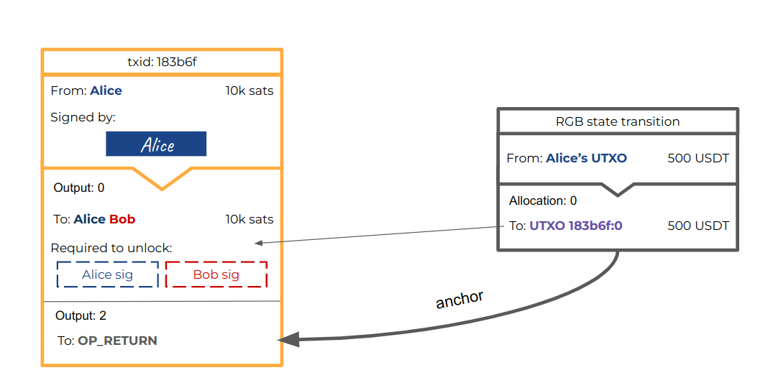 txid: 183b6f
From: Alice 10k sats
Signed by:
Alice
Output: 0
To: Alice Bob 10k sats
Required to unlock:
Alice sig Bob sig
Output: 2
To: OP_RETURN
RGB state transition
From: Alice’s UTXO 500 USDT
Allocation: 0
To: UTXO 183b6f:0 500 USDT
anchor